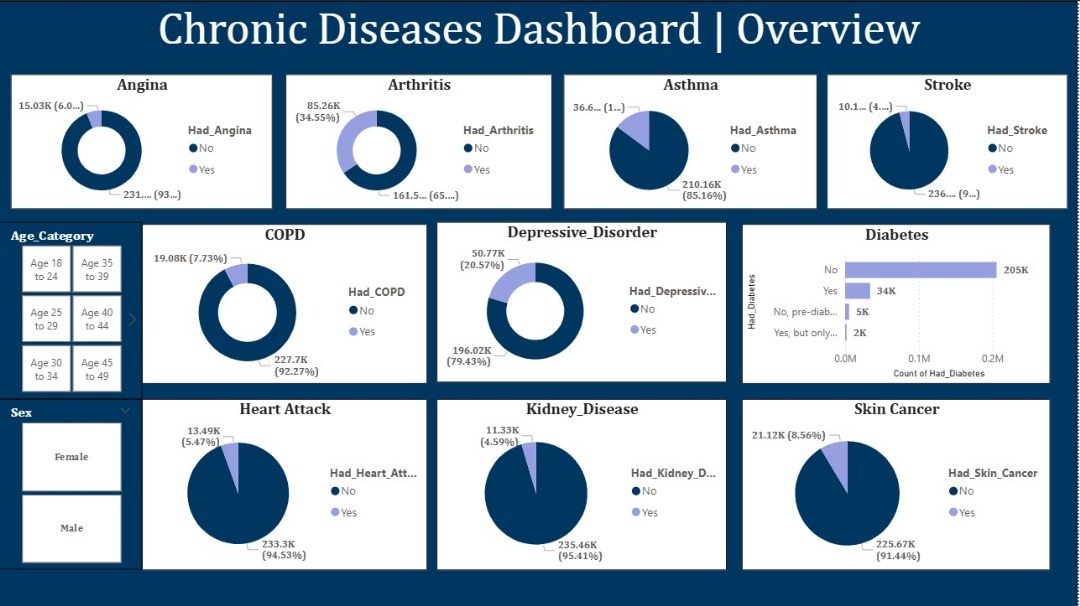 Chronic Diseases Dashboard | Overview
Angina
15.03K (6.0...)
Had_Angina
No
Yes
231.... (93...)
Arthritis
85.26K
(34.55%)
Had_Arthritis
No
Yes
161.5... (65....)
Asthma
36.6... (1...)
Had_Asthma
No
Yes
210.16K
(85.16%)
Stroke
10.1... (4....)
Had_Stroke
No
Yes
236.... (9...)
Age_Category
Age 18
to 24
Age 35
to 39
Age 25
to 29
Age 40
to 44
Age 30
to 34
Age 45
to 49
COPD
19.08K (7.73%)
Had_COPD
No
Yes
227.7K
(92.27%)
Depressive_Disorder
50.77K
(20.57%)
Had_Depressiv...
No
Yes
196.02K
(79.43%)
Diabetes
Had_Diabetes
No
205K
Yes
34K
No, pre-diab...
5K
Yes, but only...
2K
0.0M
0.1M
0.2M
Count of Had_Diabetes
Sex
Female
Male
Heart Attack
13.49K
(5.47%)
Had_Heart_Att...
No
Yes
233.3K
(94.53%)
Kidney_Disease
11.33K
(4.59%)
Had_Kidney_D...
No
Yes
235.46K
(95.41%)
Skin Cancer
21.12K (8.56%)
Had_Skin_Cancer
No
Yes
225.67K
(91.44%)